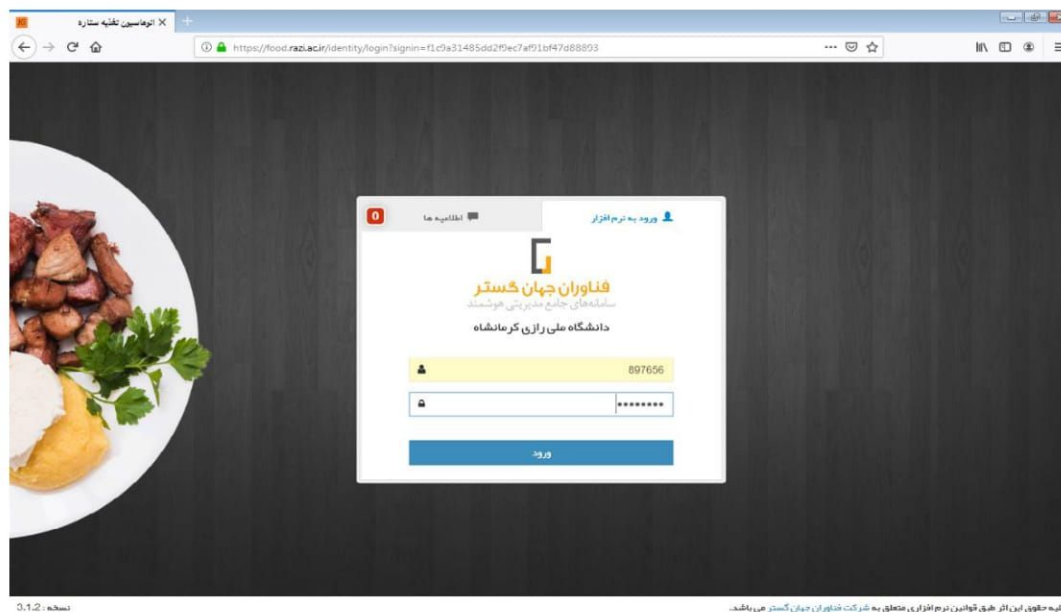 اتوماسیون تغذیه ستاره
https://food.razi.ac.ir/identity/login?signin=f1c9a31485dd2f9ec7af91bf47d88893
ورود به نرم افزار
اطلاعیه ها
0
فناوران جهان گستر
سامانه‌های جامع مدیریتی هوشمند
دانشگاه ملی رازی کرمانشاه
897656
ورود
کلیه حقوق این اثر طبق قوانین نرم افزاری متعلق به شرکت فناوران جهان گستر می باشد.
نسخه : 3.1.2